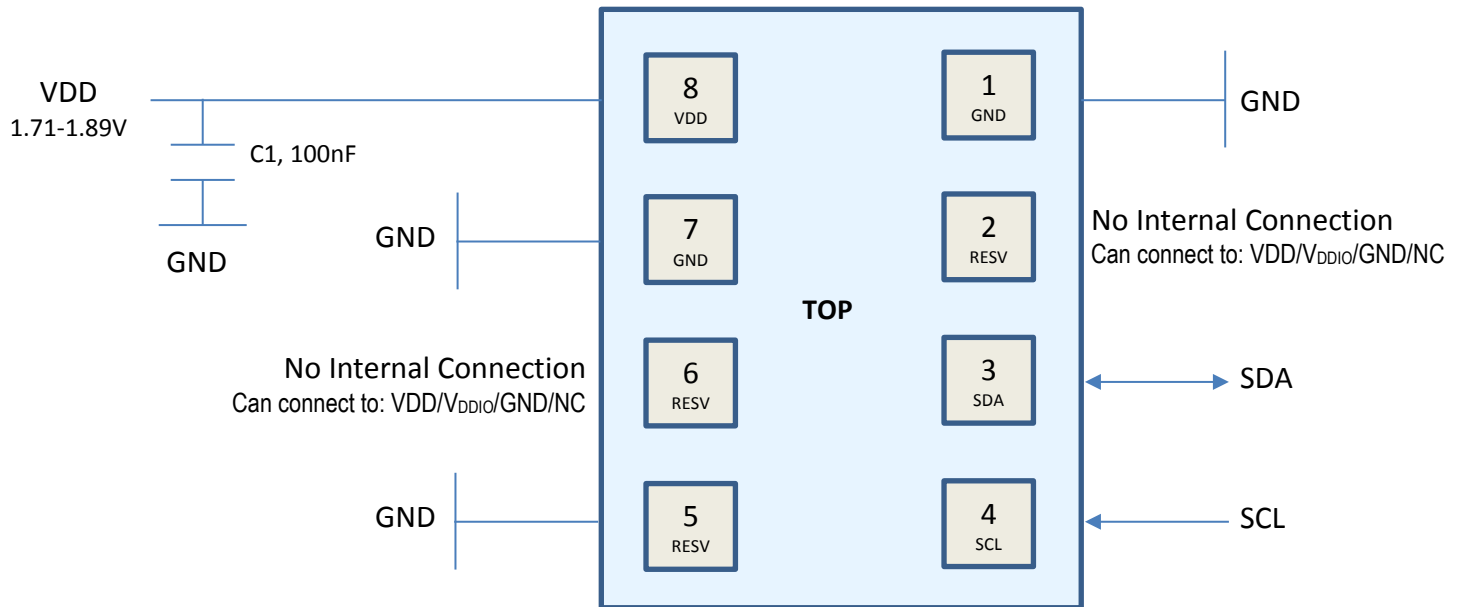 VDD
1.71-1.89V
C1, 100nF
GND
8
VDD
1
GND
GND
GND
7
GND
2
RESV
No Internal Connection
Can connect to: VDD/VDDIO/GND/NC
TOP
No Internal Connection
Can connect to: VDD/VDDIO/GND/NC
6
RESV
3
SDA
SDA
GND
5
RESV
4
SCL
SCL